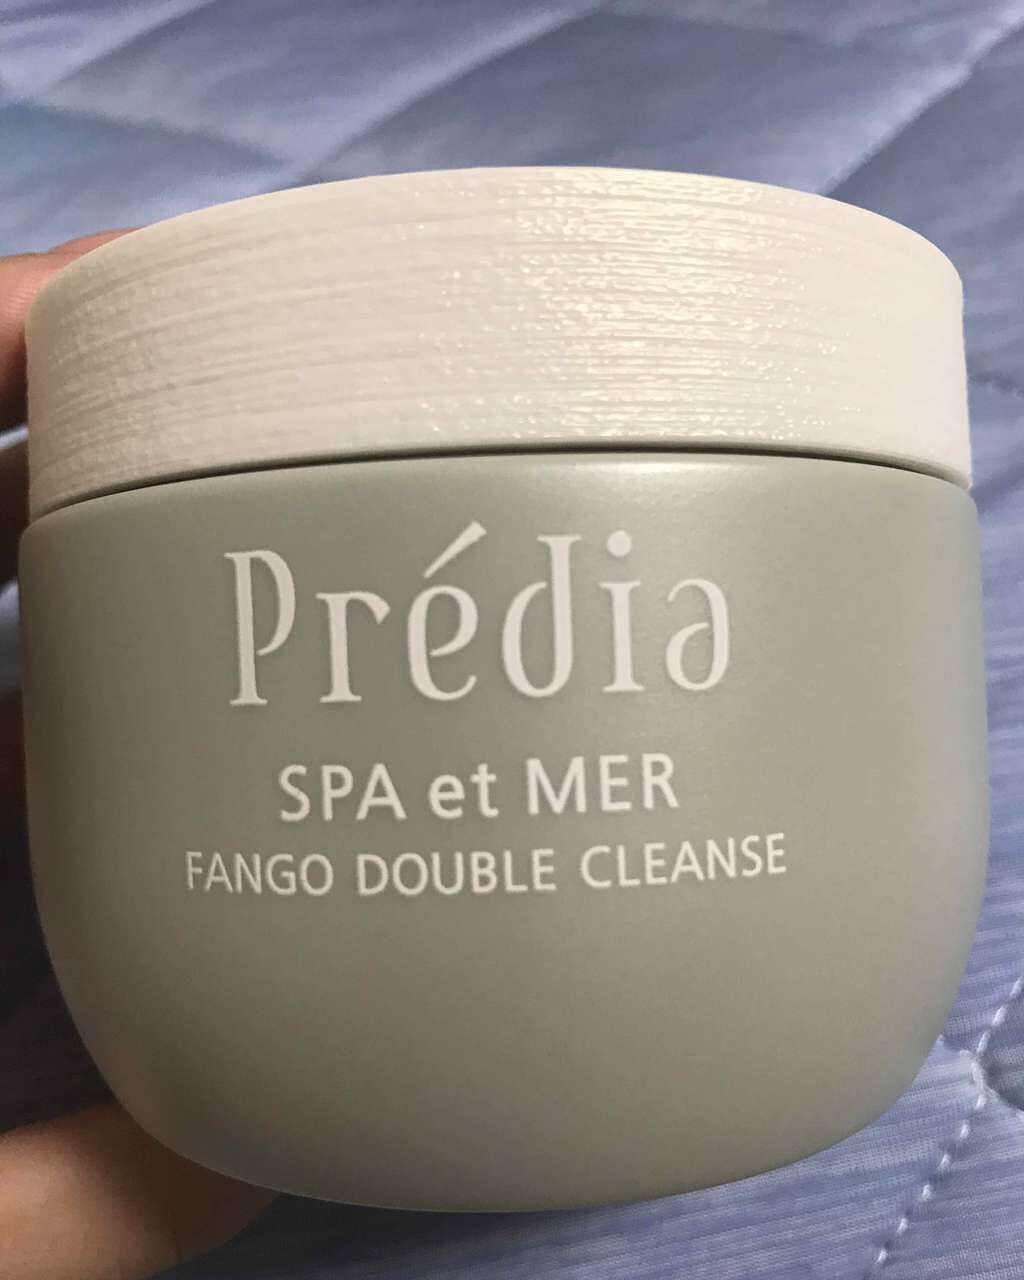 Prédia
SPA et MER
FANGO DOUBLE CLEANSE